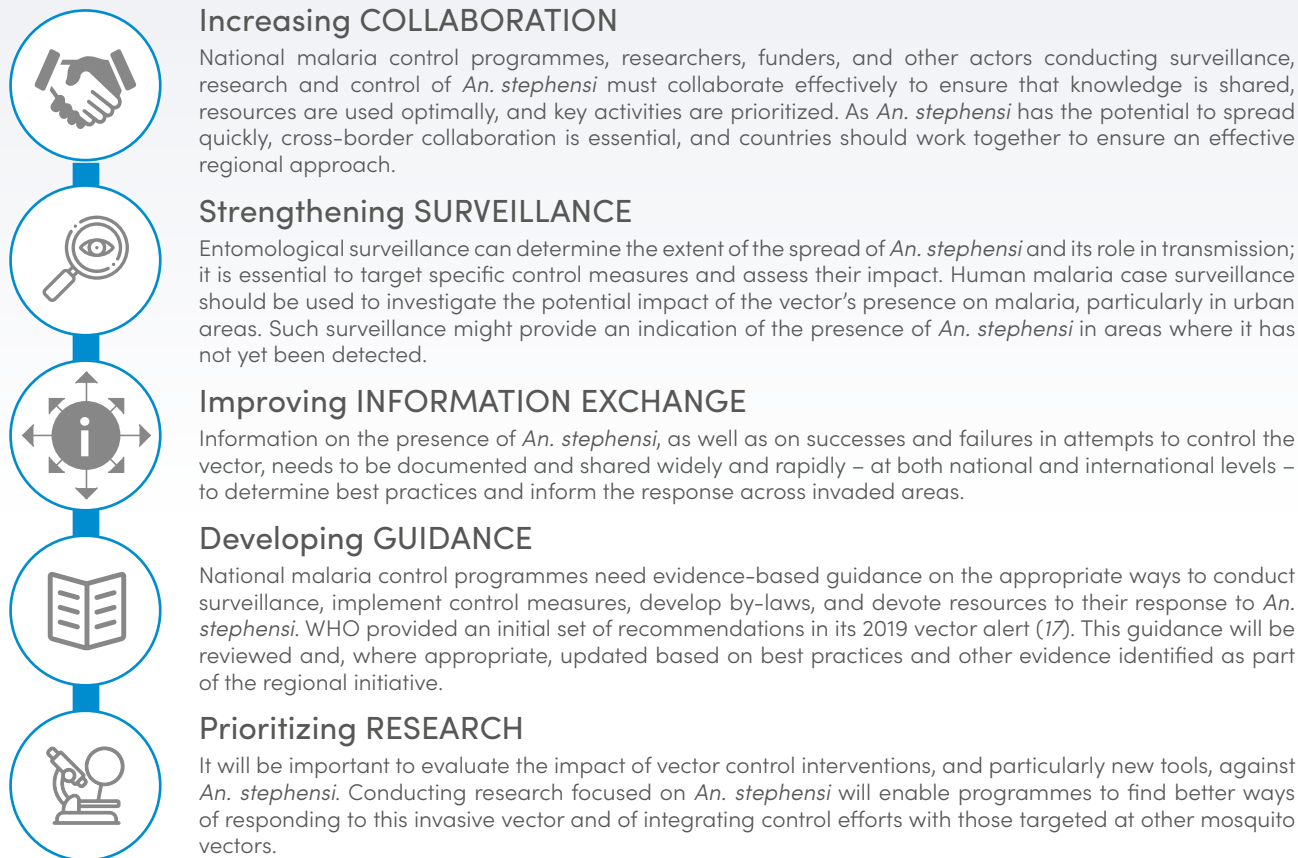 Increasing COLLABORATION
National malaria control programmes, researchers, funders, and other actors conducting surveillance,
research and control of An. stephensi must collaborate effectively to ensure that knowledge is shared,
resources are used optimally, and key activities are prioritized. As An. stephensi has the potential to spread
quickly, cross-border collaboration is essential, and countries should work together to ensure an effective
regional approach.
Strengthening SURVEILLANCE
Entomological surveillance can determine the extent of the spread of An. stephensi and its role in transmission;
it is essential to target specific control measures and assess their impact. Human malaria case surveillance
should be used to investigate the potential impact of the vector’s presence on malaria, particularly in urban
areas. Such surveillance might provide an indication of the presence of An. stephensi in areas where it has
not yet been detected.
i
Improving INFORMATION EXCHANGE
Information on the presence of An. stephensi, as well as on successes and failures in attempts to control the
vector, needs to be documented and shared widely and rapidly – at both national and international levels –
to determine best practices and inform the response across invaded areas.
Developing GUIDANCE
National malaria control programmes need evidence-based guidance on the appropriate ways to conduct
surveillance, implement control measures, develop by-laws, and devote resources to their response to An.
stephensi. WHO provided an initial set of recommendations in its 2019 vector alert (17). This guidance will be
reviewed and, where appropriate, updated based on best practices and other evidence identified as part
of the regional initiative.
Prioritizing RESEARCH
It will be important to evaluate the impact of vector control interventions, and particularly new tools, against
An. stephensi. Conducting research focused on An. stephensi will enable programmes to find better ways
of responding to this invasive vector and of integrating control efforts with those targeted at other mosquito
vectors.